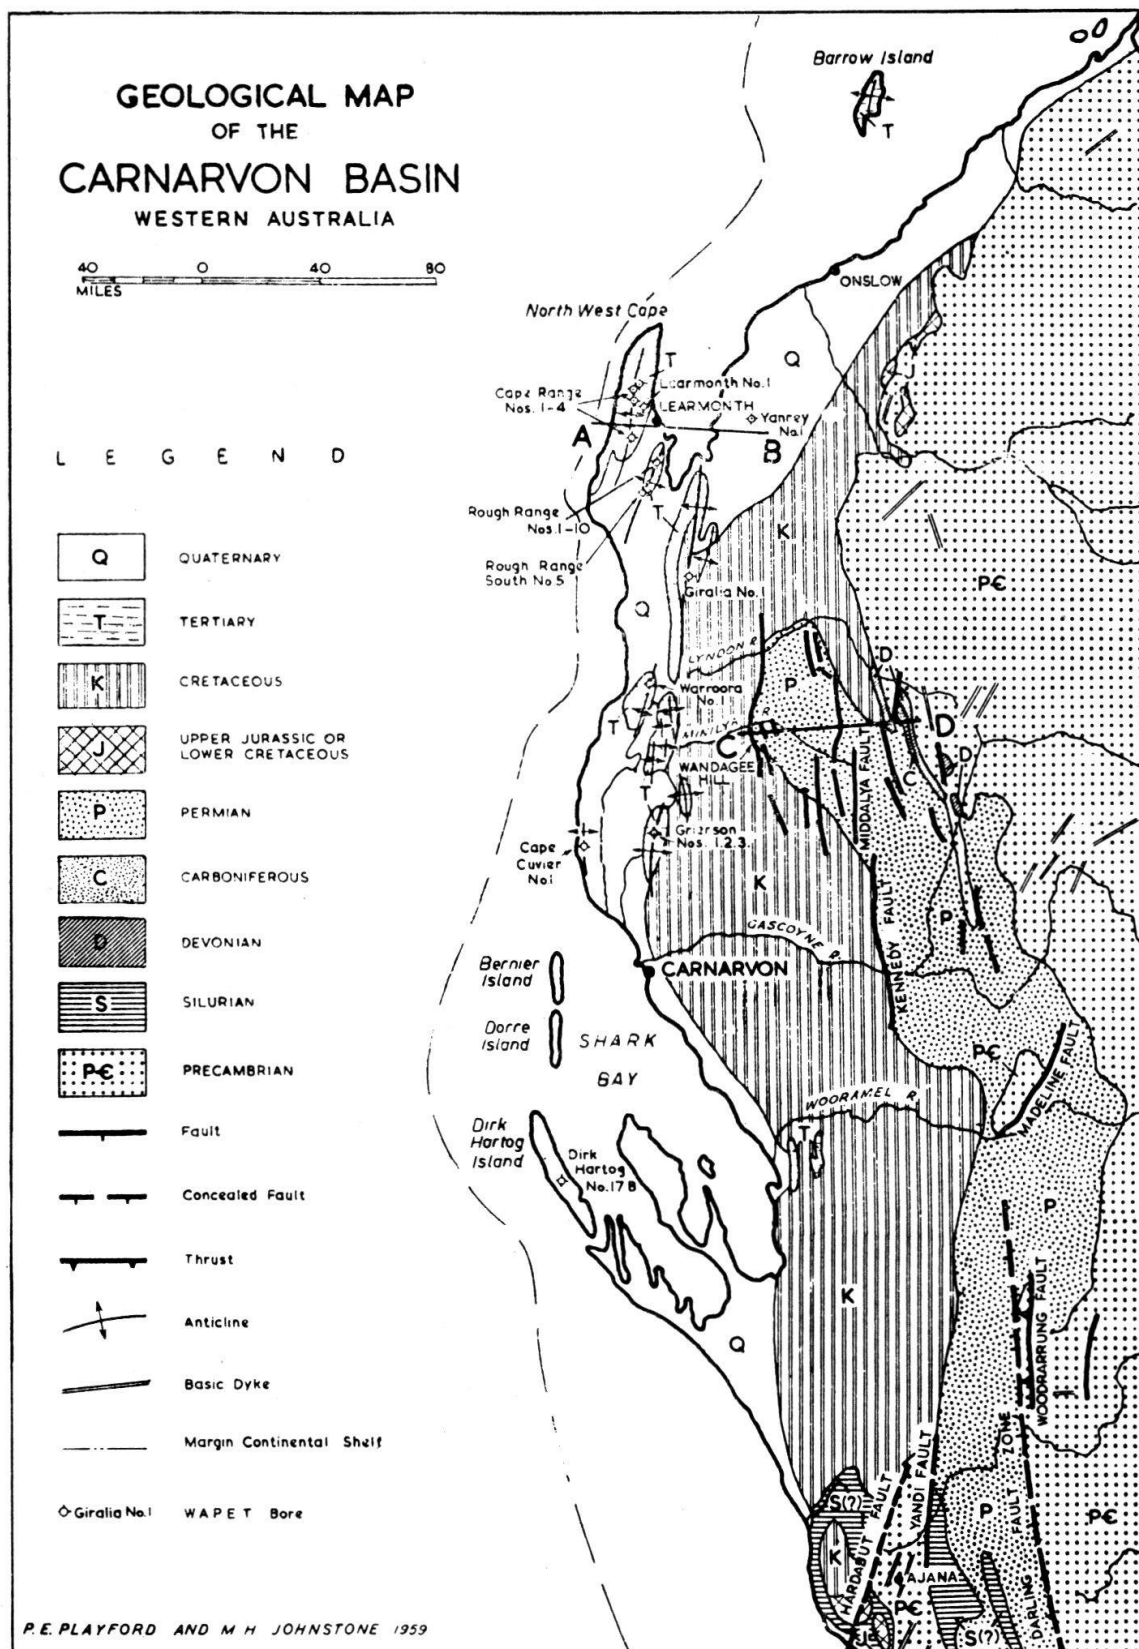 GEOLOGICAL MAP
OF THE
CARNARVON BASIN
WESTERN AUSTRALIA
40 0 40 80
MILES
Barrow Island
T
ONSLOW
North West Cape
T
Q
J
Learmonth No.1
Cape Range
Nos. 1-4
LEARMONTH
Yanrey
No.1
A
B
LEGEND
Rough Range
Nos. 1-10
T
K
Rough Range
South No 5
Giralia No. 1
P€
Q
LYNDON R
D
P
Warroora
No. 1
T
MINILYA R
C
D
WANDAGEE
HILL
D
C
T
MIDDALYA FAULT
Grierson
Nos. 1.2.3.
Cape
Cuvier
No 1
K
P
GASCOYNE R.
KENNEDY FAULT
Bernier
Island
CARNARVON
Dorre
Island
SHARK
BAY
P€
MADELINE FAULT
WOORAMEL R
T
Dirk
Hartog
Island
Dirk
Hartog
No. 17 B
P
K
WOODRARRUNG FAULT
Q
S(?)
HARDABUT FAULT
YANDI FAULT
P
P€
DARLING FAULT ZONE
K
AJANA
P€
J
S(?)
Q QUATERNARY
T TERTIARY
K CRETACEOUS
J UPPER JURASSIC OR
LOWER CRETACEOUS
P PERMIAN
C CARBONIFEROUS
D DEVONIAN
S SILURIAN
P€ PRECAMBRIAN
Fault
Concealed Fault
Thrust
Anticline
Basic Dyke
Margin Continental Shelf
Giralia No. 1 WAPET Bore
P.E. PLAYFORD AND M H JOHNSTONE 1959